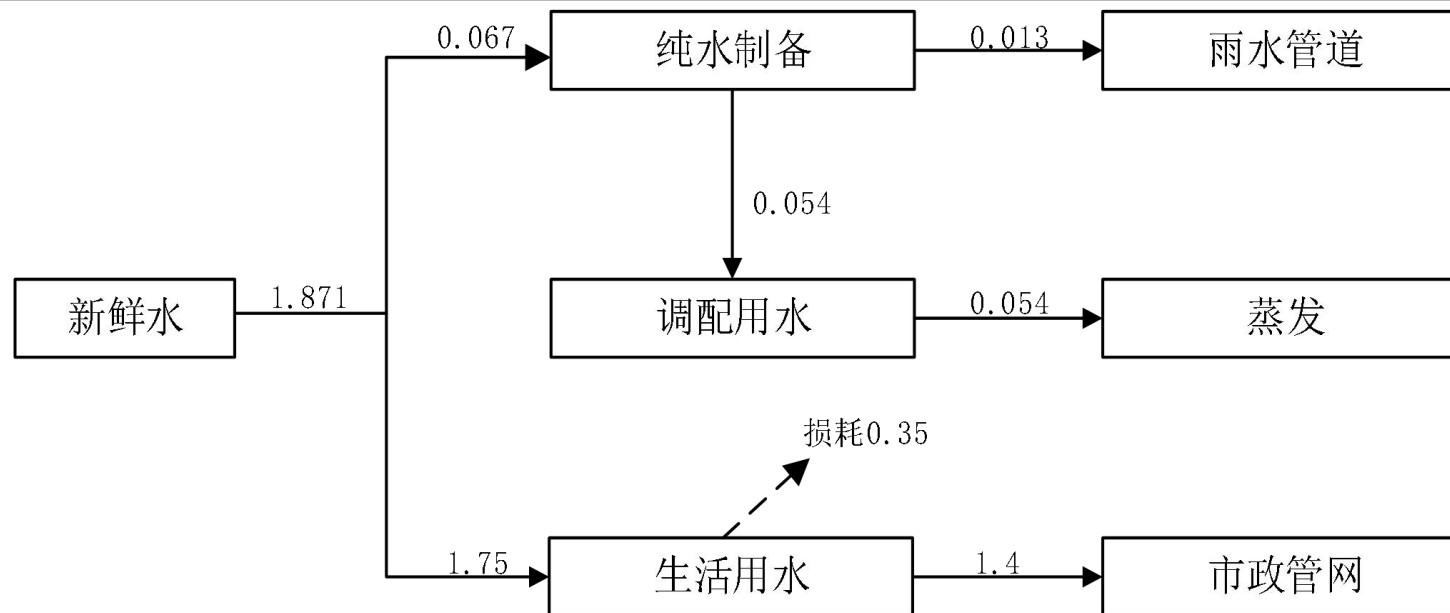 0.067
纯水制备
0.013
雨水管道
0.054
新鲜水
1.871
调配用水
0.054
蒸发
损耗0.35
1.75
生活用水
1.4
市政管网